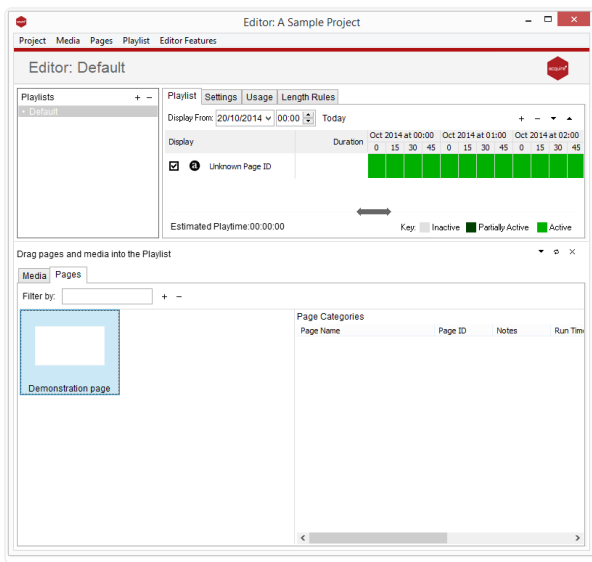 Editor: A Sample Project
Project Media Pages Playlist Editor Features
Editor: Default
acquire
Playlists + −
• Default
Playlist Settings Usage Length Rules
Display From: 20/10/2014 00:00 Today
+ −
Display Duration Oct 2014 at 00:00 Oct 2014 at 01:00 Oct 2014 at 02:00
0 15 30 45 0 15 30 45 0 15 30 45
a Unknown Page ID
Estimated Playtime:00:00:00
Key: Inactive Partially Active Active
Drag pages and media into the Playlist
Media Pages
Filter by: + −
Demonstration page
Page Categories
Page Name Page ID Notes Run Time